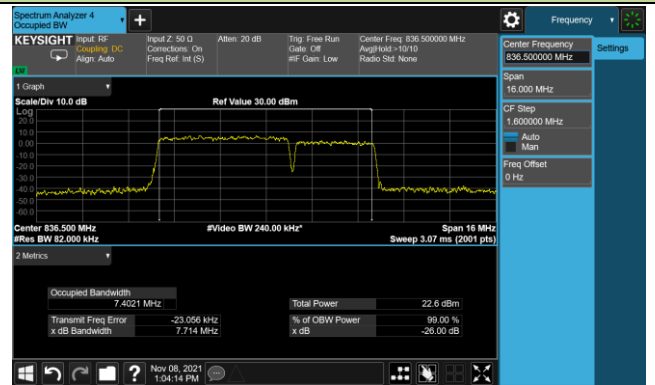 Spectrum Analyzer 4
Occupied BW
Frequency
KEYSIGHT
Input: RF
Coupling: DC
Align: Auto
Input Z: 50 Ω
Corrections: On
Freq Ref: Int (S)
Atten: 20 dB
Trig: Free Run
Gate: Off
#IF Gain: Low
Center Freq: 836.500000 MHz
Avg|Hold:>10/10
Radio Std: None
Center Frequency
836.500000 MHz
Settings
Span
16.000 MHz
CF Step
1.600000 MHz
Auto
Man
Freq Offset
0 Hz
1 Graph
Scale/Div 10.0 dB
Ref Value 30.00 dBm
Log
20.0
10.0
0.00
-10.0
-20.0
-30.0
-40.0
-50.0
-60.0
Center 836.500 MHz
#Video BW 240.00 kHz*
Span 16 MHz
#Res BW 82.000 kHz
Sweep 3.07 ms (2001 pts)
2 Metrics
Occupied Bandwidth
7.4021 MHz
Total Power
22.6 dBm
Transmit Freq Error
-23.056 kHz
% of OBW Power
99.00 %
x dB Bandwidth
7.714 MHz
x dB
-26.00 dB
?
Nov 08, 2021
1:04:14 PM